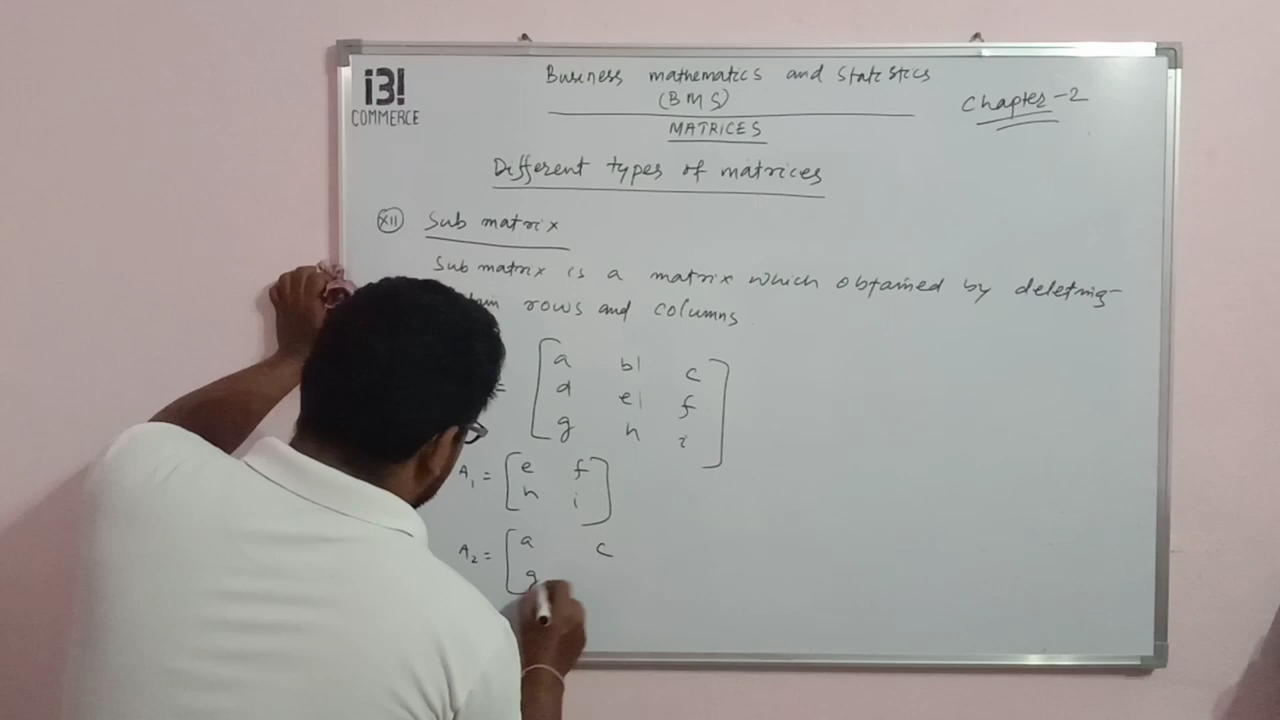 i3!
COMMERCE
Business mathematics and Statistics
(BMS)
Chapter-2
MATRICES
Different types of matrices
XII Sub matrix
Sub matrix is a matrix which obtained by deleting
rows and columns
= [ a b c
d e f
g h i ]
A1 = [ e f
h i ]
A2 = [ a c
g